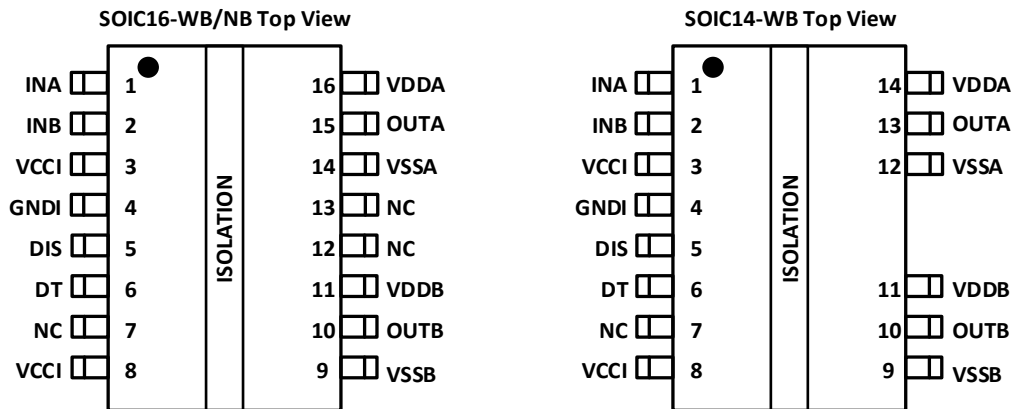 SOIC16-WB/NB Top View
INA 1 16 VDDA
INB 2 15 OUTA
VCCI 3 14 VSSA
GNDI 4 13 NC
DIS 5 12 NC
DT 6 11 VDDB
NC 7 10 OUTB
VCCI 8 9 VSSB
ISOLATION
SOIC14-WB Top View
INA 1 14 VDDA
INB 2 13 OUTA
VCCI 3 12 VSSA
GNDI 4
DIS 5
DT 6 11 VDDB
NC 7 10 OUTB
VCCI 8 9 VSSB
ISOLATION